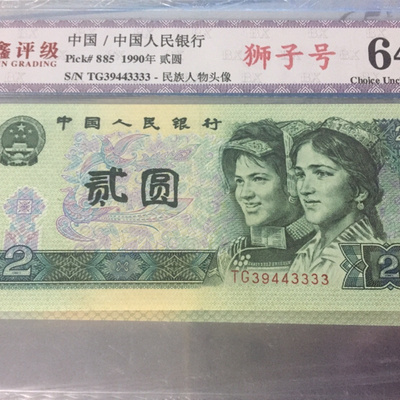 鑫评级
N GRADING
中国 / 中国人民银行
Pick# 885 1990年 贰圆
S/N TG39443333 - 民族人物头像
狮子号
64
Choice Unc
中国人民银行
贰圆
2
2
2
TG39443333